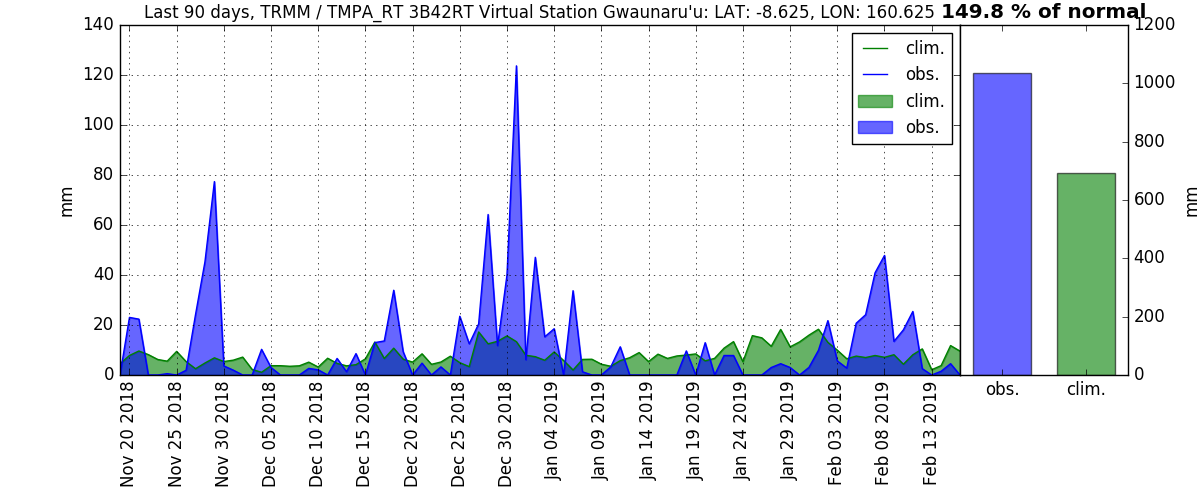 Last 90 days, TRMM / TMPA_RT 3B42RT Virtual Station Gwaunaru'u: LAT: -8.625, LON: 160.625 149.8 % of normal
140
120
100
80
60
40
20
0
mm
clim.
obs.
clim.
obs.
1200
1000
800
600
400
200
0
mm
Nov 20 2018
Nov 25 2018
Nov 30 2018
Dec 05 2018
Dec 10 2018
Dec 15 2018
Dec 20 2018
Dec 25 2018
Dec 30 2018
Jan 04 2019
Jan 09 2019
Jan 14 2019
Jan 19 2019
Jan 24 2019
Jan 29 2019
Feb 03 2019
Feb 08 2019
Feb 13 2019
obs.
clim.